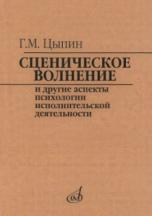 Г.М. Цыпин
СЦЕНИЧЕСКОЕ
ВОЛНЕНИЕ
и другие аспекты
психологии
исполнительской
деятельности